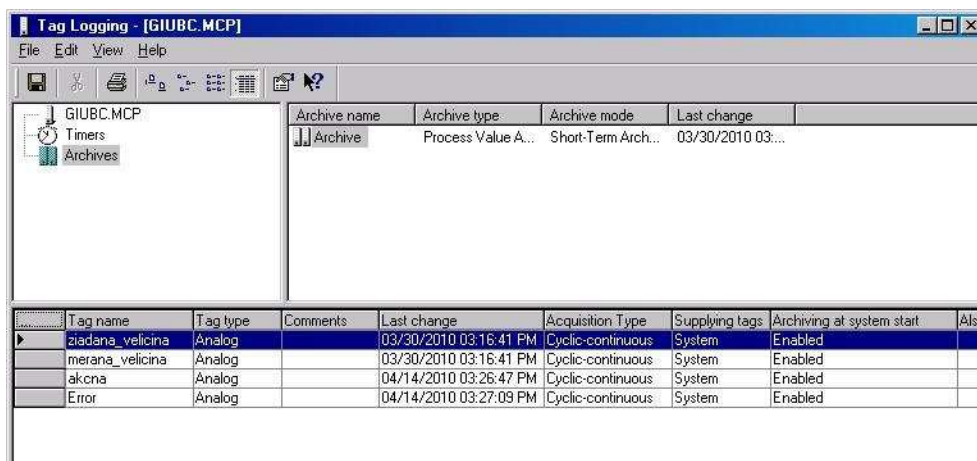 Tag Logging - [GIUBC.MCP]
File Edit View Help
GIUBC.MCP
Timers
Archives
Archive name Archive type Archive mode Last change
Archive Process Value A... Short-Term Arch... 03/30/2010 03:...
Tag name Tag type Comments Last change Acquisition Type Supplying tags Archiving at system start Als
ziadana_velicina Analog 03/30/2010 03:16:41 PM Cyclic-continuous System Enabled
merana_velicina Analog 03/30/2010 03:16:41 PM Cyclic-continuous System Enabled
akcna Analog 04/14/2010 03:26:47 PM Cyclic-continuous System Enabled
Error Analog 04/14/2010 03:27:09 PM Cyclic-continuous System Enabled